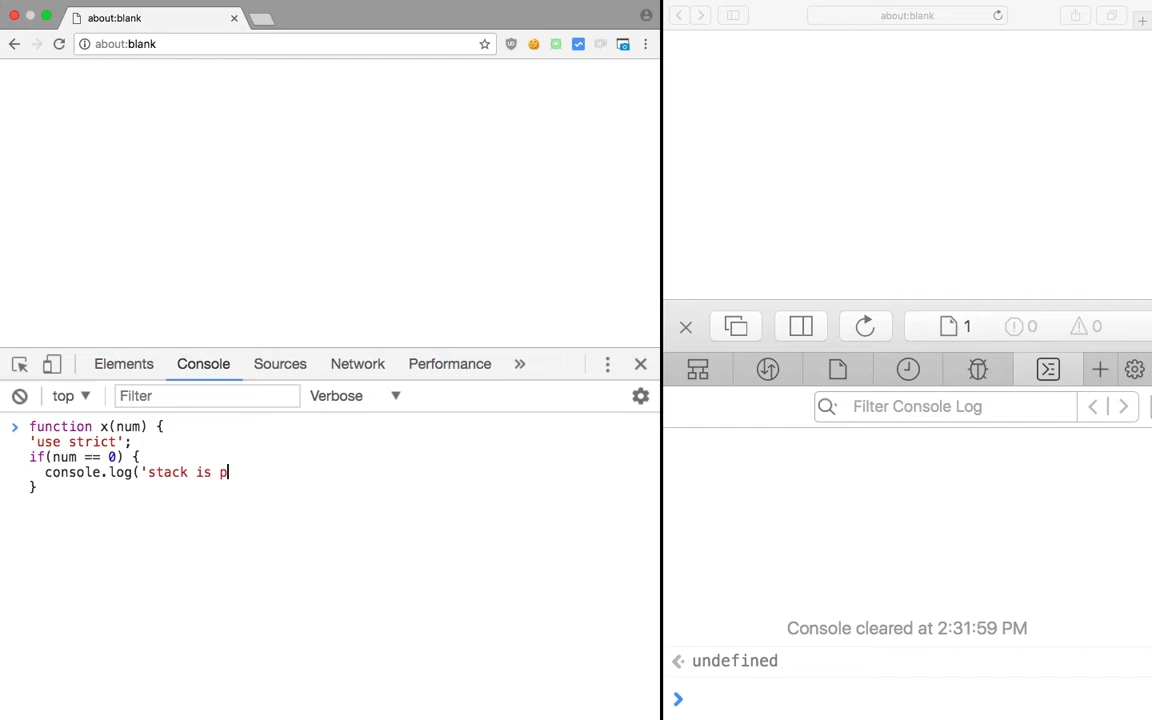 about:blank
about:blank
Elements Console Sources Network Performance »
top Filter Verbose
function x(num) {
'use strict';
if(num == 0) {
console.log('stack is p
}
about:blank
1 0 0
Filter Console Log
Console cleared at 2:31:59 PM
undefined